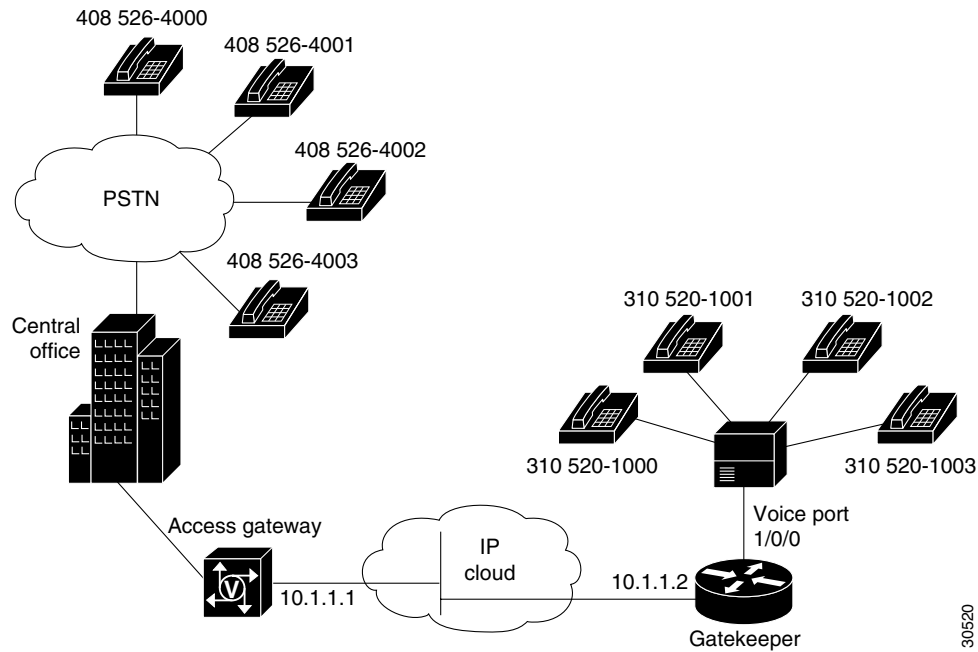 408 526-4000
408 526-4001
408 526-4002
PSTN
408 526-4003
Central
office
310 520-1001
310 520-1002
310 520-1000
310 520-1003
Access gateway
V
10.1.1.1
IP
cloud
10.1.1.2
Voice port
1/0/0
Gatekeeper
30520